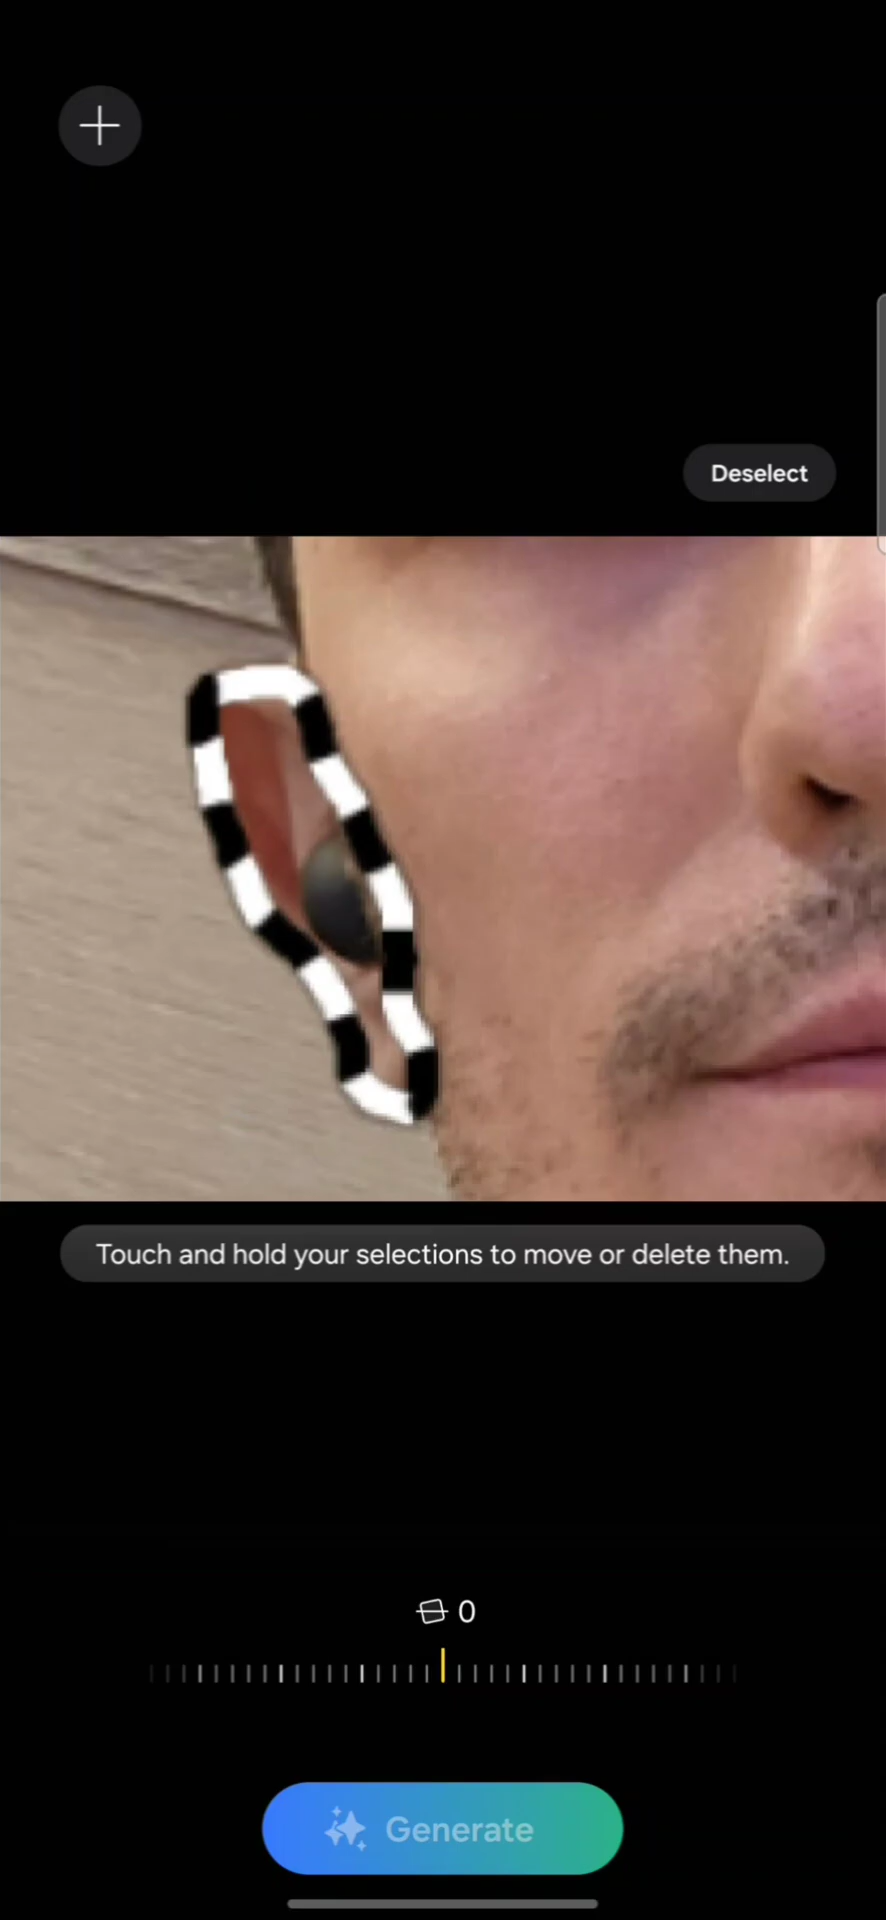 Deselect
Touch and hold your selections to move or delete them.
0
Generate